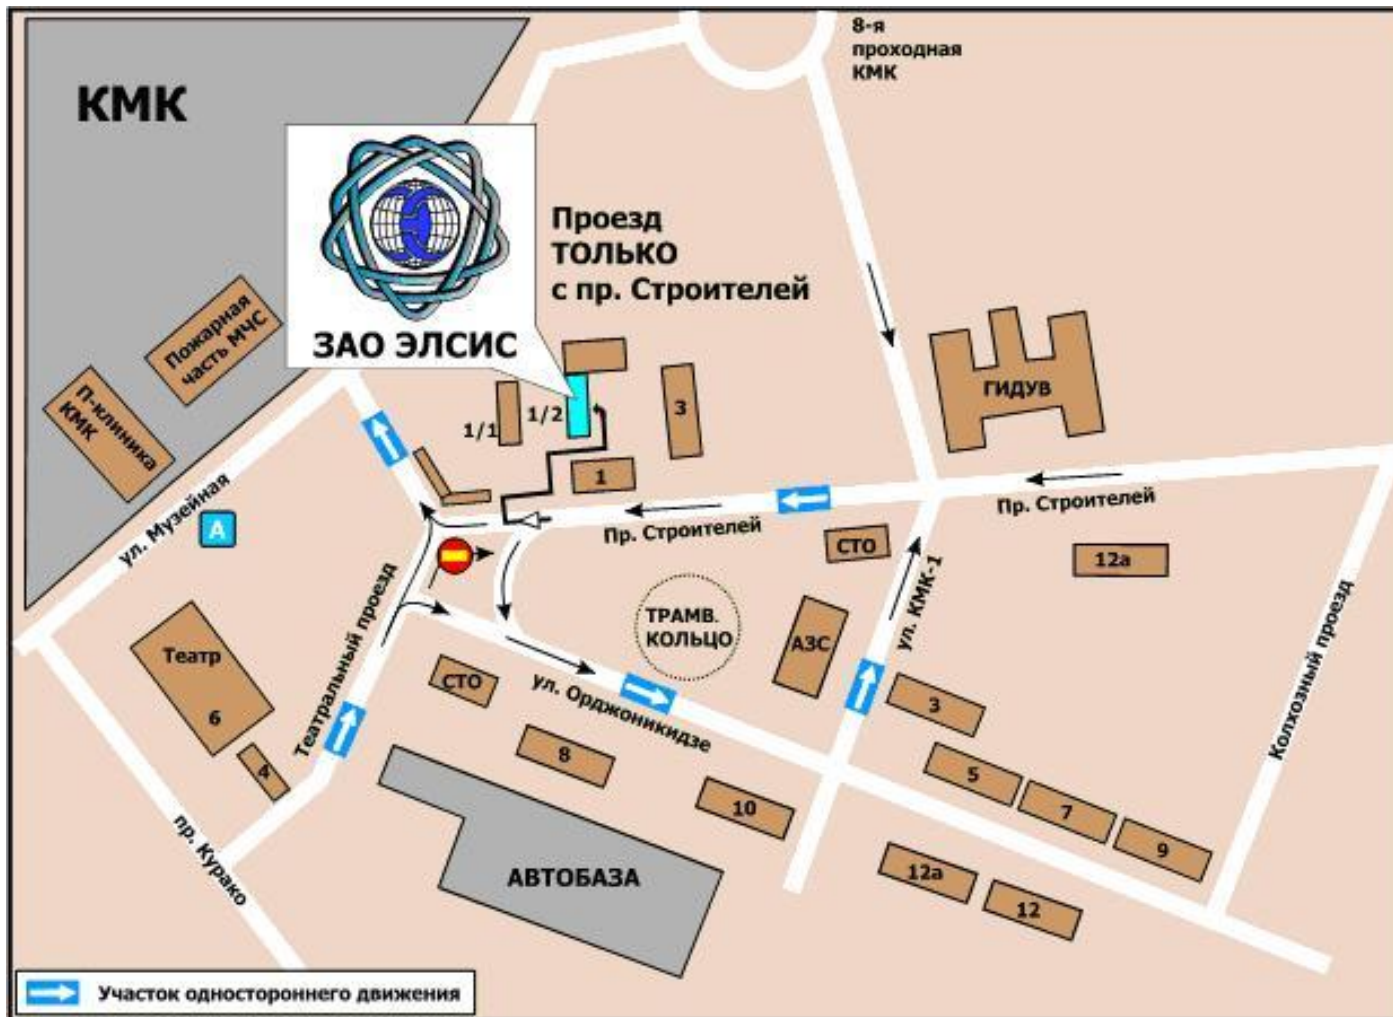 8-я
проходная
КМК
КМК
Проезд
ТОЛЬКО
с пр. Строителей
ЗАО ЭЛСИС
Пожарная
часть МЧС
П-клиника
КМК
ГИДУВ
3
1/2
1/1
1
Пр. Строителей
Пр. Строителей
ул. Музейная
А
СТО
12а
ул. КМК-1
Колхозный проезд
ТРАМВ.
КОЛЬЦО
АЗС
Театральный проезд
Театр
6
4
СТО
ул. Орджоникидзе
3
8
5
7
9
10
пр. Курако
АВТОБАЗА
12а
12
Участок одностороннего движения